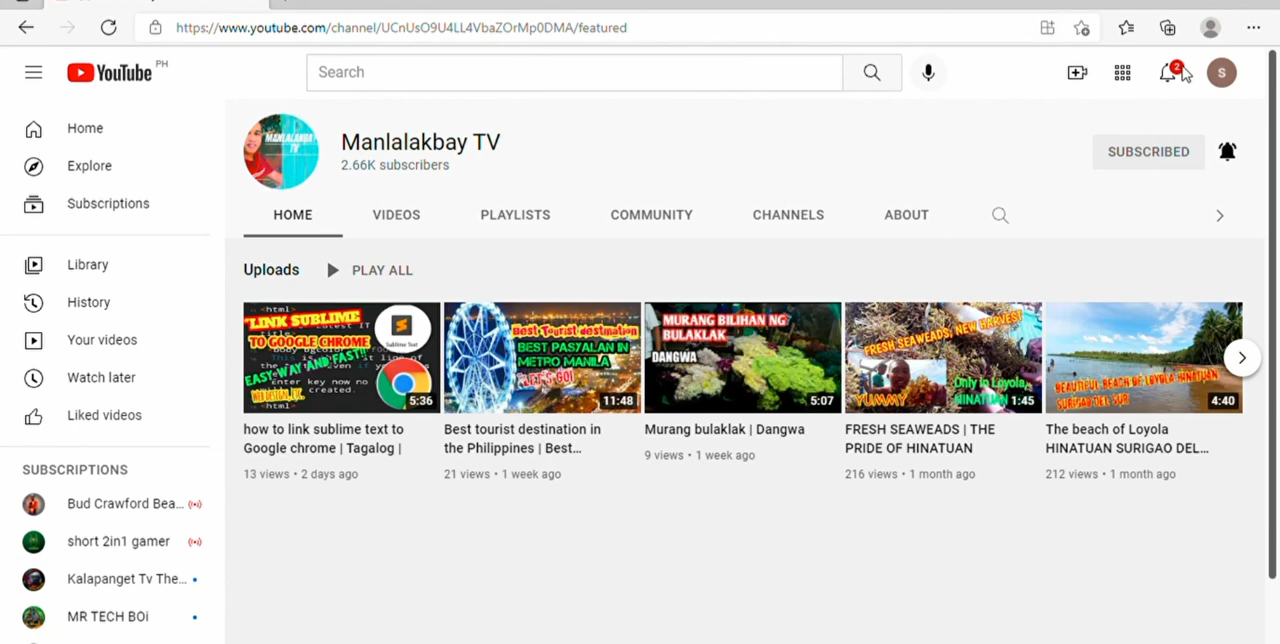 https://www.youtube.com/channel/UCnUsO9U4LL4VbaZOrMp0DMA/featured
YouTube PH
Search
2
S
Home
Explore
Subscriptions
Library
History
Your videos
Watch later
Liked videos
SUBSCRIPTIONS
Bud Crawford Bea...
short 2in1 gamer
Kalapanget Tv The...
MR TECH BOi
Manlalakbay TV
2.66K subscribers
SUBSCRIBED
HOME VIDEOS PLAYLISTS COMMUNITY CHANNELS ABOUT
Uploads PLAY ALL
LINK SUBLIME
TO GOOGLE CHROME
EASY WAY AND FAST!!
Sublime Text
5:36
how to link sublime text to
Google chrome | Tagalog |
13 views • 2 days ago
Best Tourist destination
BEST PASYALAN IN
METRO MANILA
LET'S GO!
11:48
Best tourist destination in
the Philippines | Best...
21 views • 1 week ago
MURANG BILIHAN NG
BULAKLAK
DANGWA
5:07
Murang bulaklak | Dangwa
9 views • 1 week ago
FRESH SEAWEEDS, NEW HARVES!
YUMMY
Only in Loyola,
HINATUAN
1:45
FRESH SEAWEEDS | THE
PRIDE OF HINATUAN
216 views • 1 month ago
BEAUTIFUL BEACH OF LOYOLA HINATUAN
SURIGAO DEL SUR
4:40
The beach of Loyola
HINATUAN SURIGAO DEL...
212 views • 1 month ago